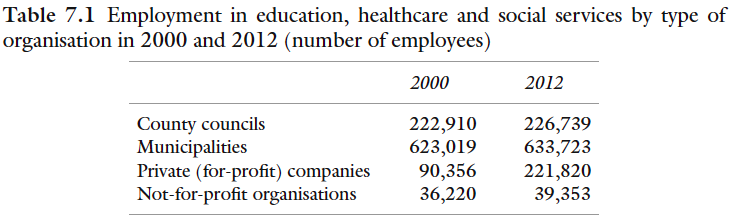 Table 7.1 Employment in education, healthcare and social services by type of
organisation in 2000 and 2012 (number of employees)
2000 2012
County councils 222,910 226,739
Municipalities 623,019 633,723
Private (for-profit) companies 90,356 221,820
Not-for-profit organisations 36,220 39,353